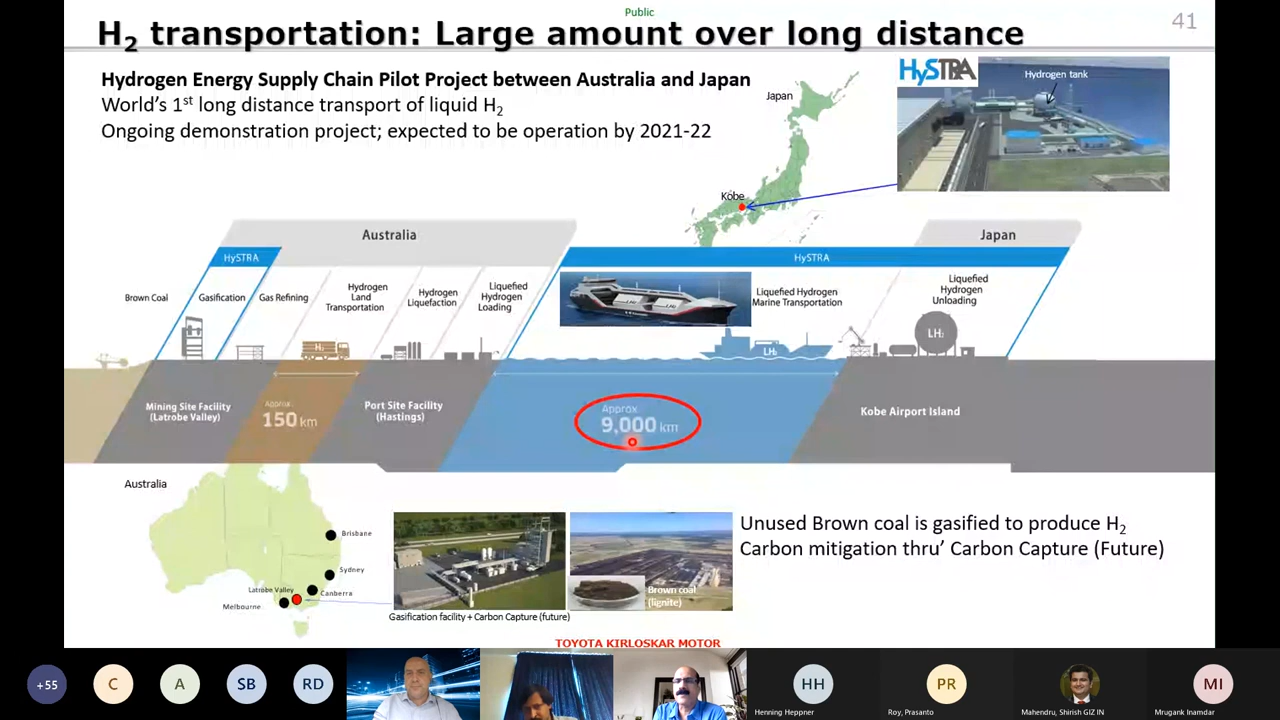 Public
41
H₂ transportation: Large amount over long distance
Hydrogen Energy Supply Chain Pilot Project between Australia and Japan
World's 1st long distance transport of liquid H₂
Ongoing demonstration project; expected to be operation by 2021-22
Japan
Kobe
HySTRA
Hydrogen tank
Australia
Japan
HySTRA
HySTRA
Brown Coal
Gasification
Gas Refining
Hydrogen
Land
Transportation
Hydrogen
Liquefaction
Liquefied
Hydrogen
Loading
Liquefied Hydrogen
Marine Transportation
Liquefied
Hydrogen
Unloading
H₂
LH₂
LH₂
Mining Site Facility
(Latrobe Valley)
Approx.
150 km
Port Site Facility
(Hastings)
Approx.
9,000 km
Kobe Airport Island
Australia
Brisbane
Sydney
Canberra
Latrobe Valley
Melbourne
Gasification facility + Carbon Capture (future)
Brown coal
(lignite)
Unused Brown coal is gasified to produce H₂
Carbon mitigation thru' Carbon Capture (Future)
TOYOTA KIRLOSKAR MOTOR
+55
C
A
SB
RD
HH
Henning Heppner
PR
Roy, Prasanto
Mahendru, Shirish GIZ IN
MI
Mrugank Inamdar